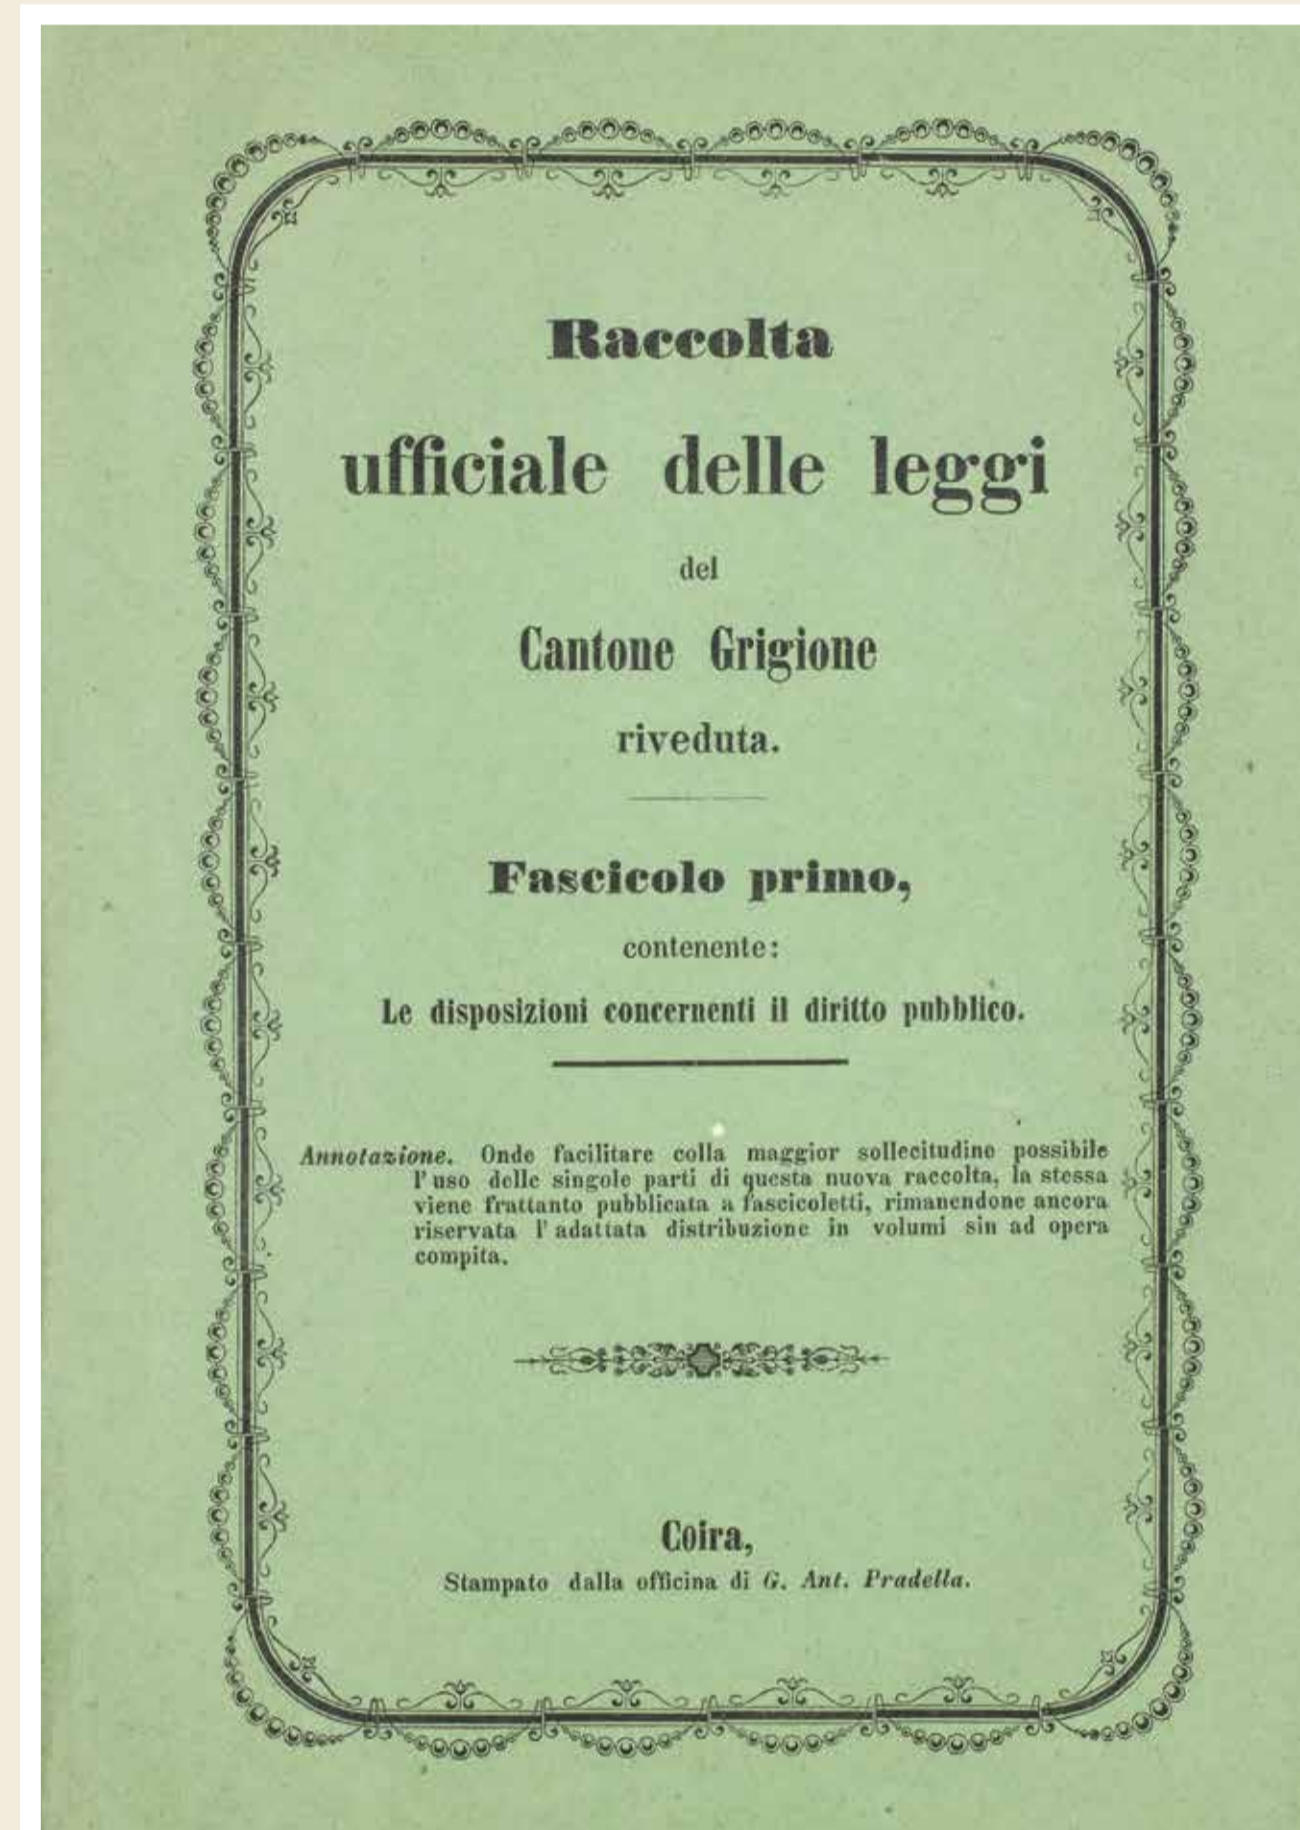 Raccolta
ufficiale delle leggi
del
Cantone Grigione
riveduta.
Fascicolo primo,
contenente:
Le disposizioni concernenti il diritto pubblico.
Annotazione. Onde facilitare colla maggior sollecitudine possibile
l'uso delle singole parti di questa nuova raccolta, la stessa
viene frattanto pubblicata a fascicoletti, rimanendone ancora
riservata l'adattata distribuzione in volumi sin ad opera
compita.
Coira,
Stampato dalla officina di G. Ant. Pradella.